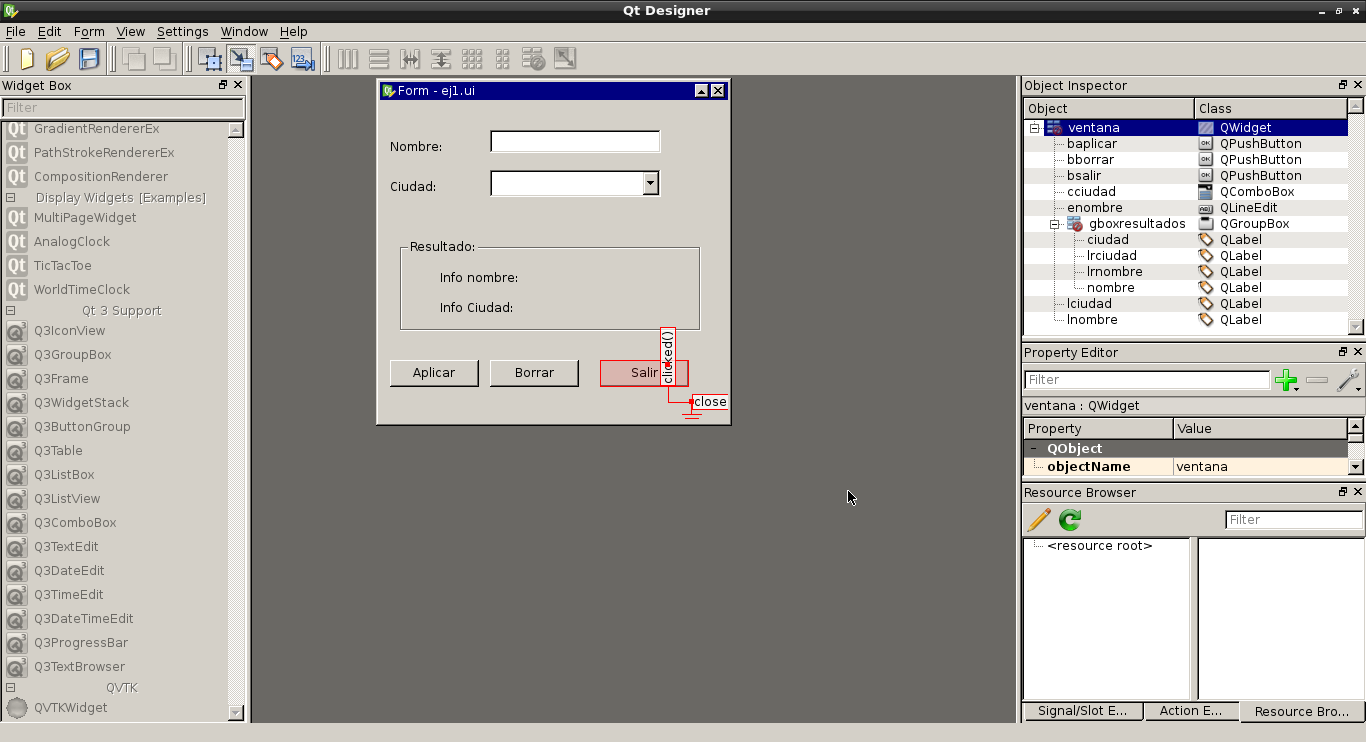 Qt Designer
File Edit Form View Settings Window Help
Widget Box
Filter
GradientRendererEx
PathStrokeRendererEx
CompositionRenderer
Display Widgets [Examples]
MultiPageWidget
AnalogClock
TicTacToe
WorldTimeClock
Qt 3 Support
Q3IconView
Q3GroupBox
Q3Frame
Q3WidgetStack
Q3ButtonGroup
Q3Table
Q3ListBox
Q3ListView
Q3ComboBox
Q3TextEdit
Q3DateEdit
Q3TimeEdit
Q3DateTimeEdit
Q3ProgressBar
Q3TextBrowser
QVTK
QVTKWidget
Form - ej1.ui
Nombre:
Ciudad:
Resultado:
Info nombre:
Info Ciudad:
Aplicar Borrar Salir
clicked()
close
Object Inspector
Object Class
ventana QWidget
baplicar QPushButton
bborrar QPushButton
bsalir QPushButton
cciudad QComboBox
enombre QLineEdit
gboxresultados QGroupBox
ciudad QLabel
lrciudad QLabel
lrnombre QLabel
nombre QLabel
lciudad QLabel
lnombre QLabel
Property Editor
Filter
ventana : QWidget
Property Value
QObject
objectName ventana
Resource Browser
Filter
<resource root>
Signal/Slot E... Action E... Resource Bro...